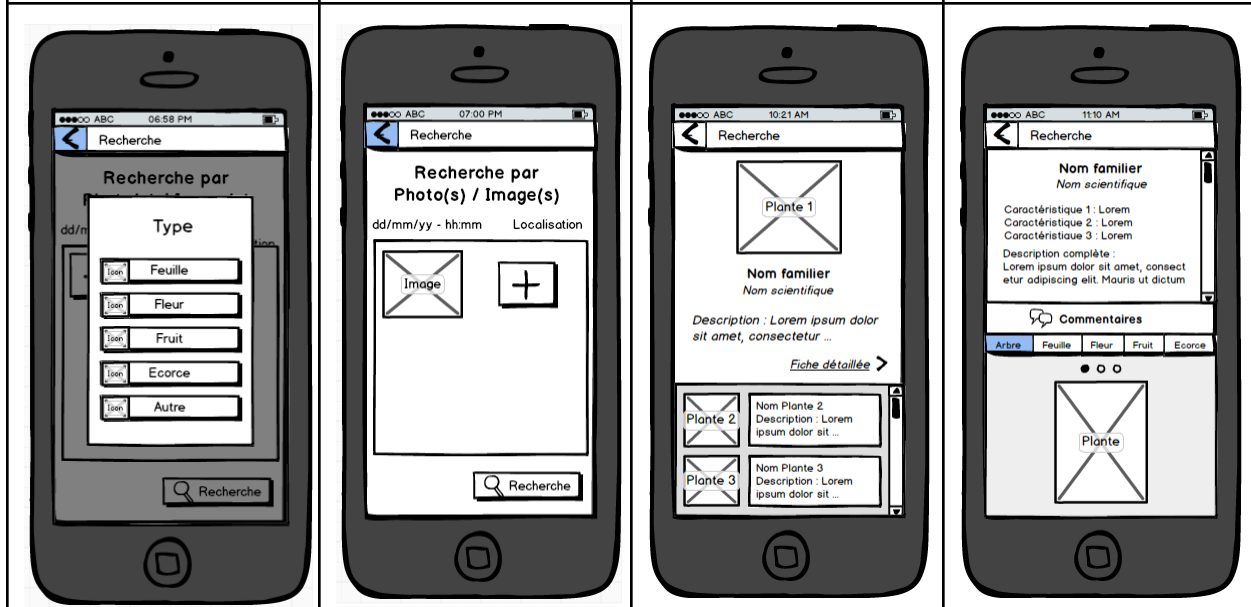 ABC 06:58 PM
Recherche
Recherche par
dd/m
Type
Icon Feuille
Icon Fleur
Icon Fruit
Icon Ecorce
Icon Autre
Recherche
ABC 07:00 PM
Recherche
Recherche par
Photo(s) / Image(s)
dd/mm/yy - hh:mm Localisation
Image
Recherche
ABC 10:21 AM
Recherche
Plante 1
Nom familier
Nom scientifique
Description : Lorem ipsum dolor
sit amet, consectetur ...
Fiche détaillée
Plante 2
Nom Plante 2
Description : Lorem
ipsum dolor sit ...
Plante 3
Nom Plante 3
Description : Lorem
ipsum dolor sit ...
ABC 11:10 AM
Recherche
Nom familier
Nom scientifique
Caractéristique 1 : Lorem
Caractéristique 2 : Lorem
Caractéristique 3 : Lorem
Description complète :
Lorem ipsum dolor sit amet, consect
etur adipiscing elit. Mauris ut dictum
Commentaires
Arbre Feuille Fleur Fruit Ecorce
Plante